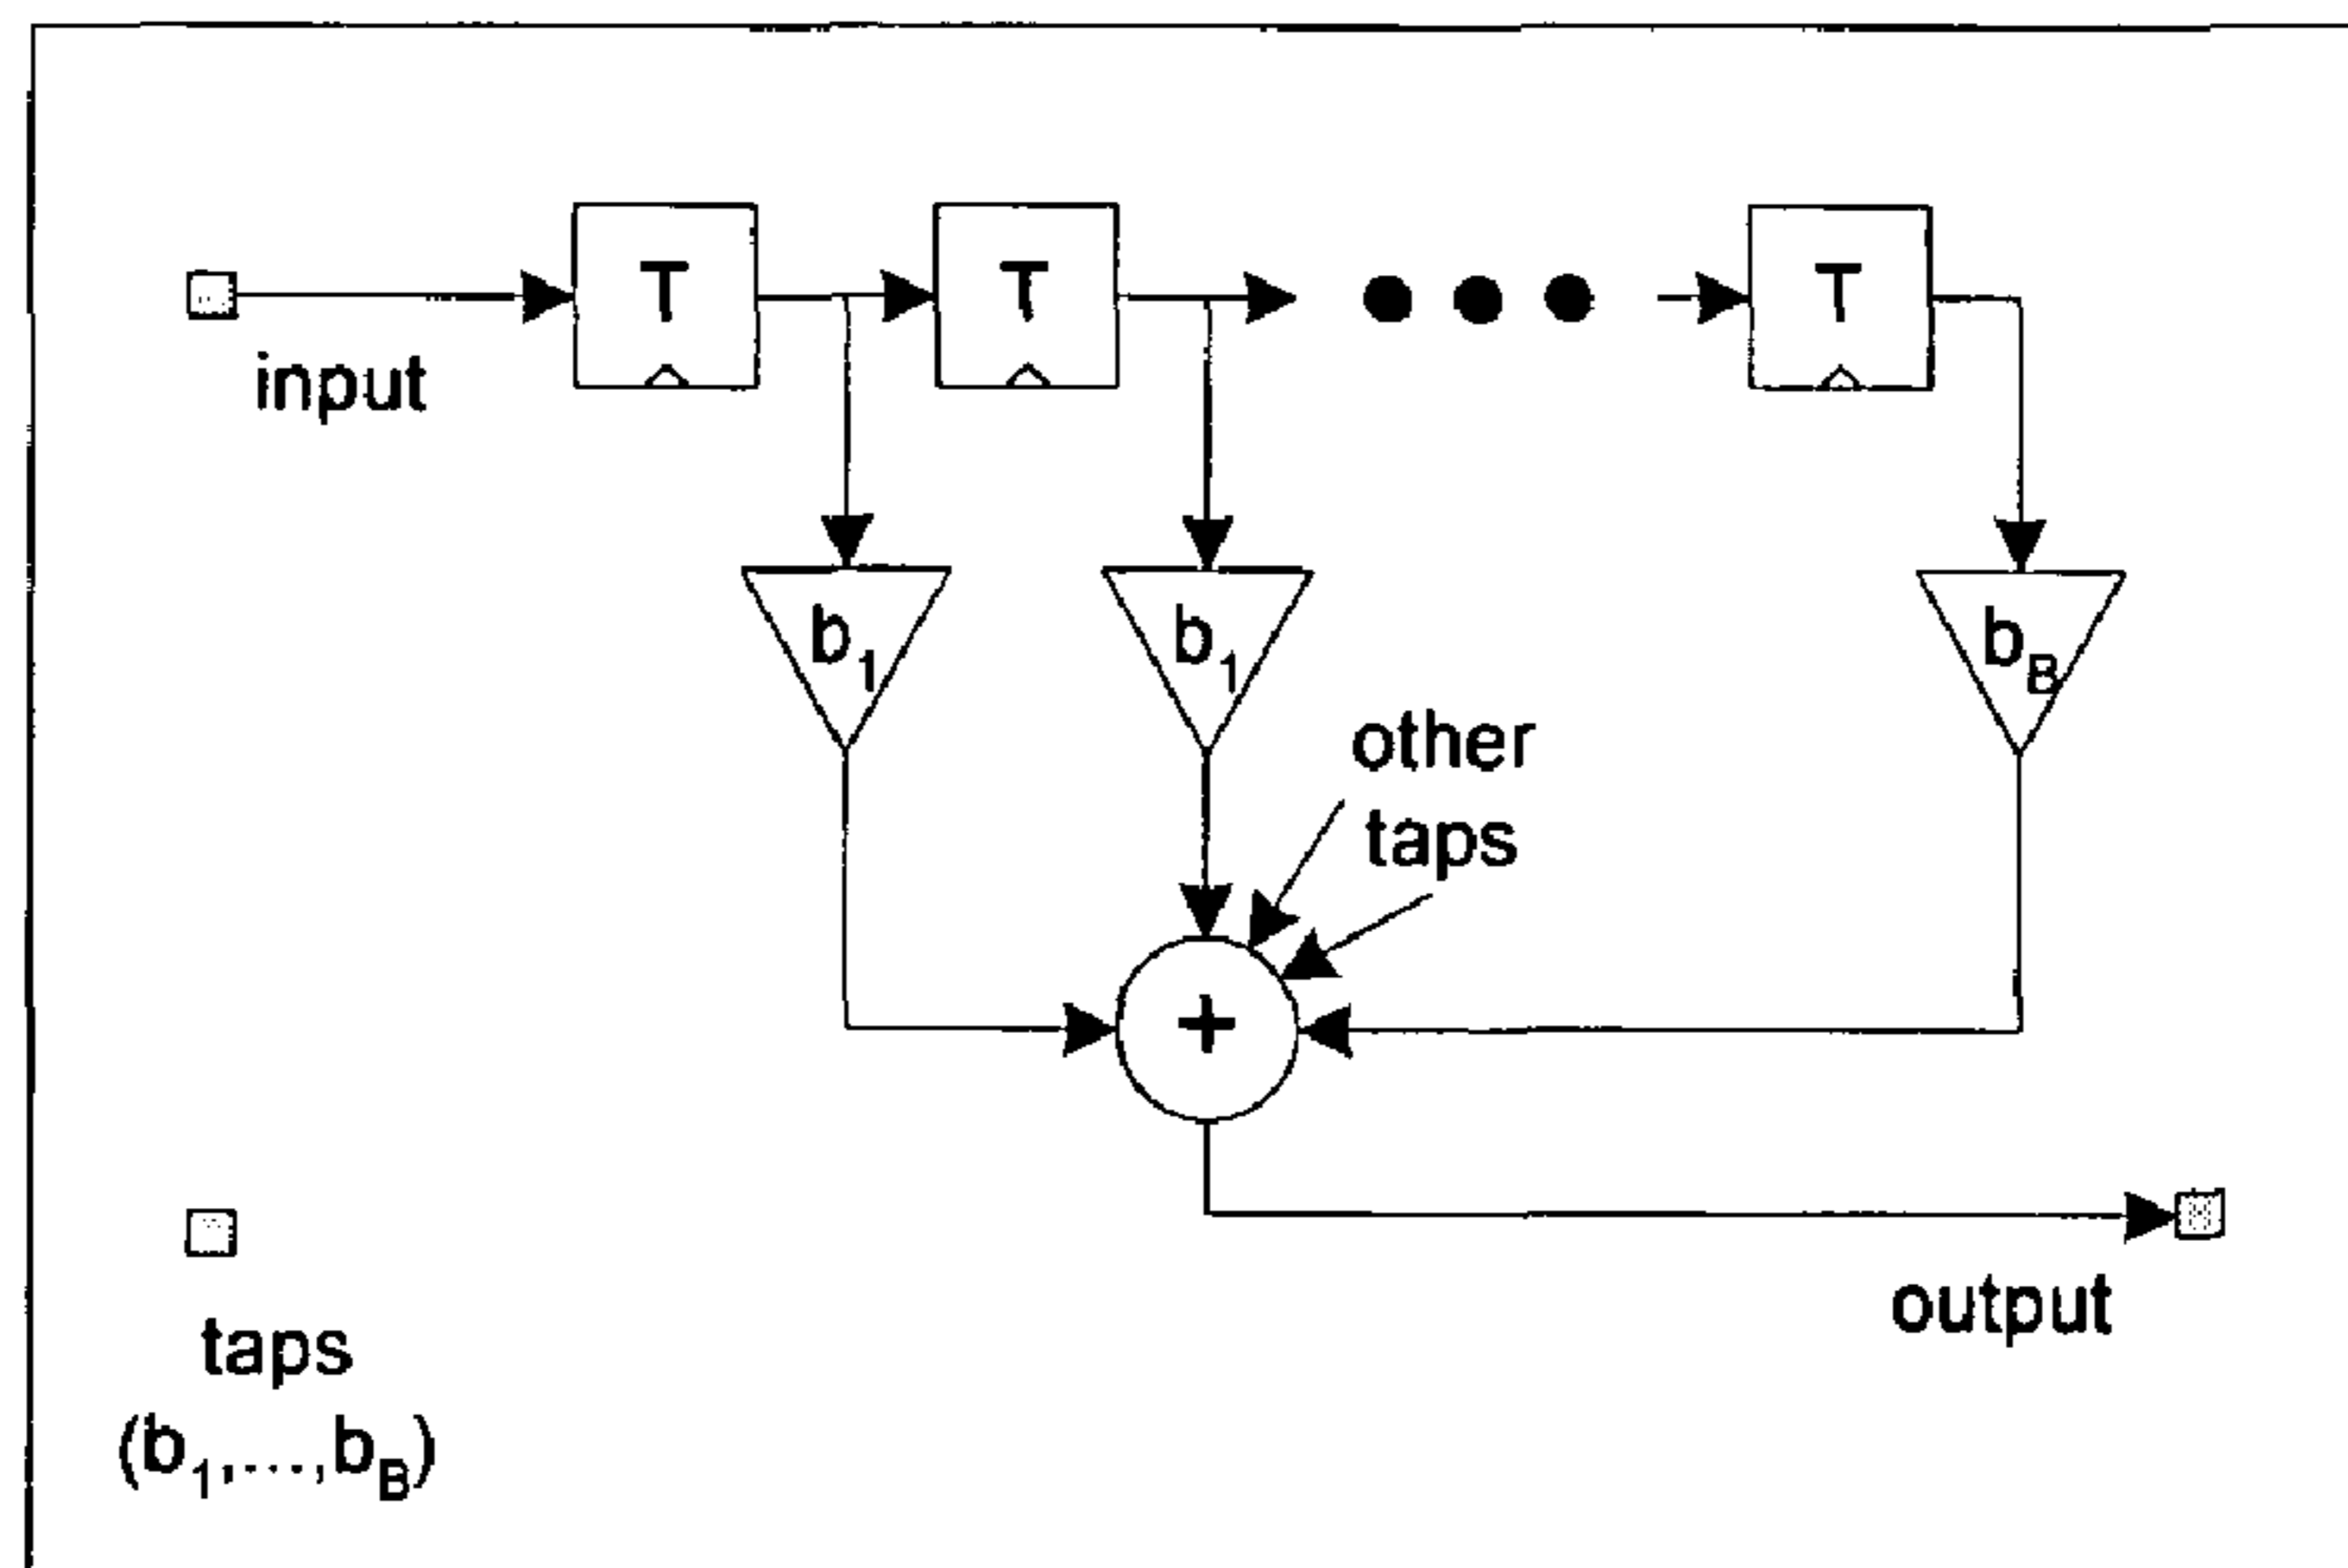 T T T
input
b1 b1 bB
other
taps
+
output
taps
(b1,...,bB)